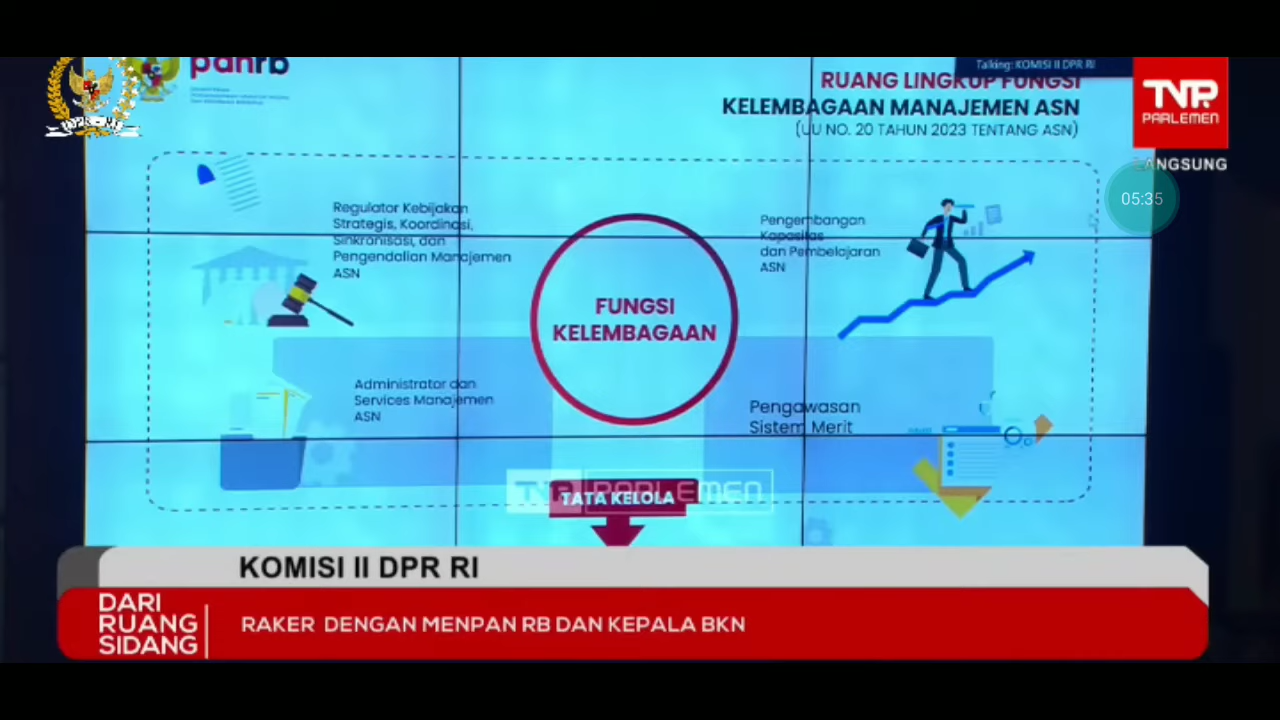 panrb
Talking: KOMISI II DPR RI
RUANG LINGKUP FUNGSI
KELEMBAGAAN MANAJEMEN ASN
(UU NO. 20 TAHUN 2023 TENTANG ASN)
TVP.
PARLEMEN
LANGSUNG
05:35
Regulator Kebijakan
Strategis, Koordinasi,
Sinkronisasi, dan
Pengendalian Manajemen
ASN
Pengembangan
Kapasitas
dan Pembelajaran
ASN
FUNGSI
KELEMBAGAAN
Administrator dan
Services Manajemen
ASN
Pengawasan
Sistem Merit
TVP. PARLEMEN
TATA KELOLA
KOMISI II DPR RI
DARI
RUANG
SIDANG
RAKER DENGAN MENPAN RB DAN KEPALA BKN